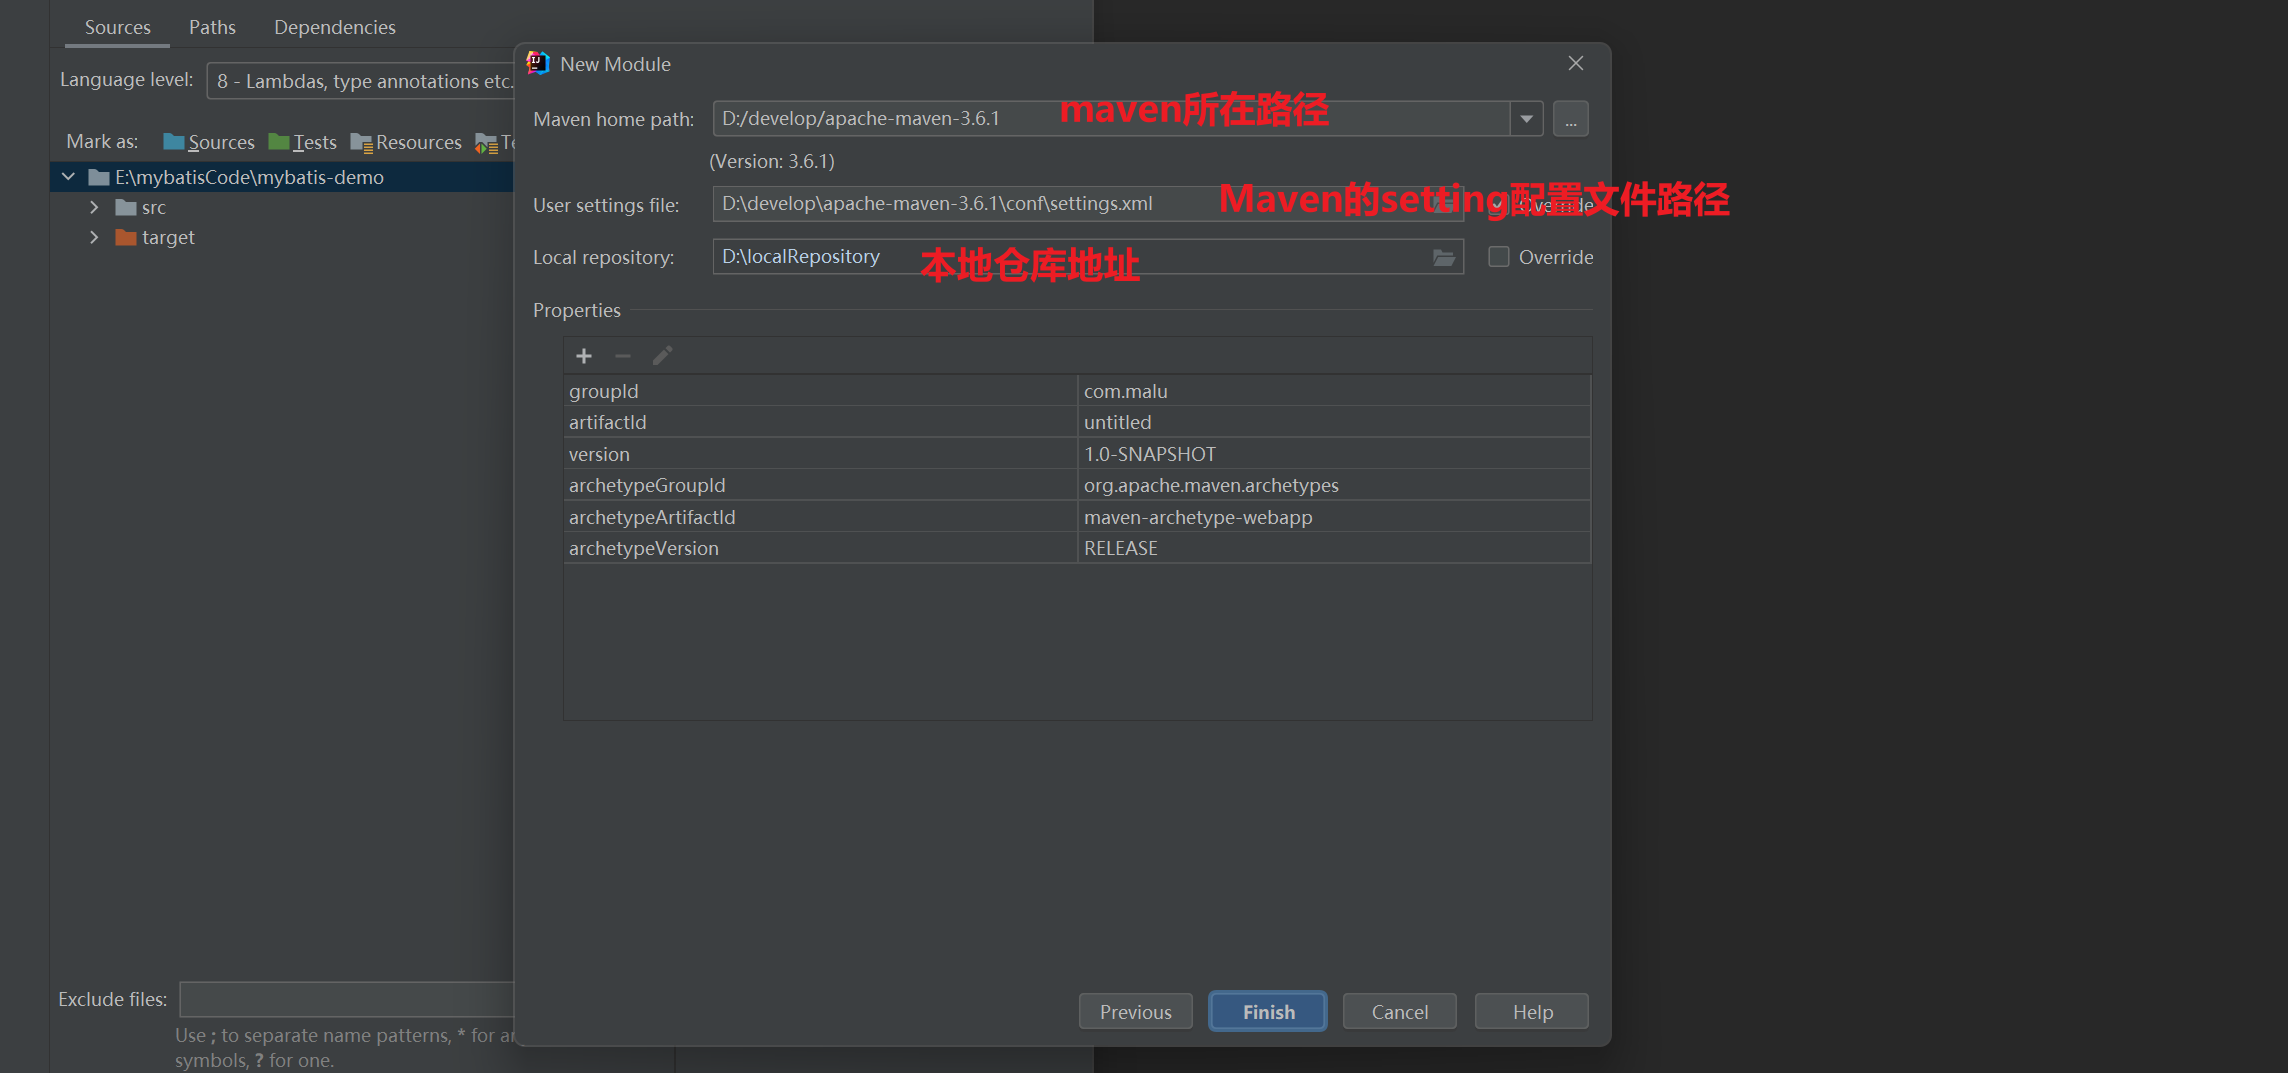 Sources Paths Dependencies
Language level: 8 - Lambdas, type annotations etc.
Mark as: Sources Tests Resources Te
E:\mybatisCode\mybatis-demo
src
target
Exclude files:
Use ; to separate name patterns, * for ar
symbols, ? for one.
New Module
Maven home path: D:/develop/apache-maven-3.6.1 maven所在路径 ...
(Version: 3.6.1)
User settings file: D:\develop\apache-maven-3.6.1\conf\settings.xml Maven的setting配置文件路径 Override
Local repository: D:\localRepository 本地仓库地址 Override
Properties
groupId com.malu
artifactId untitled
version 1.0-SNAPSHOT
archetypeGroupId org.apache.maven.archetypes
archetypeArtifactId maven-archetype-webapp
archetypeVersion RELEASE
Previous Finish Cancel Help